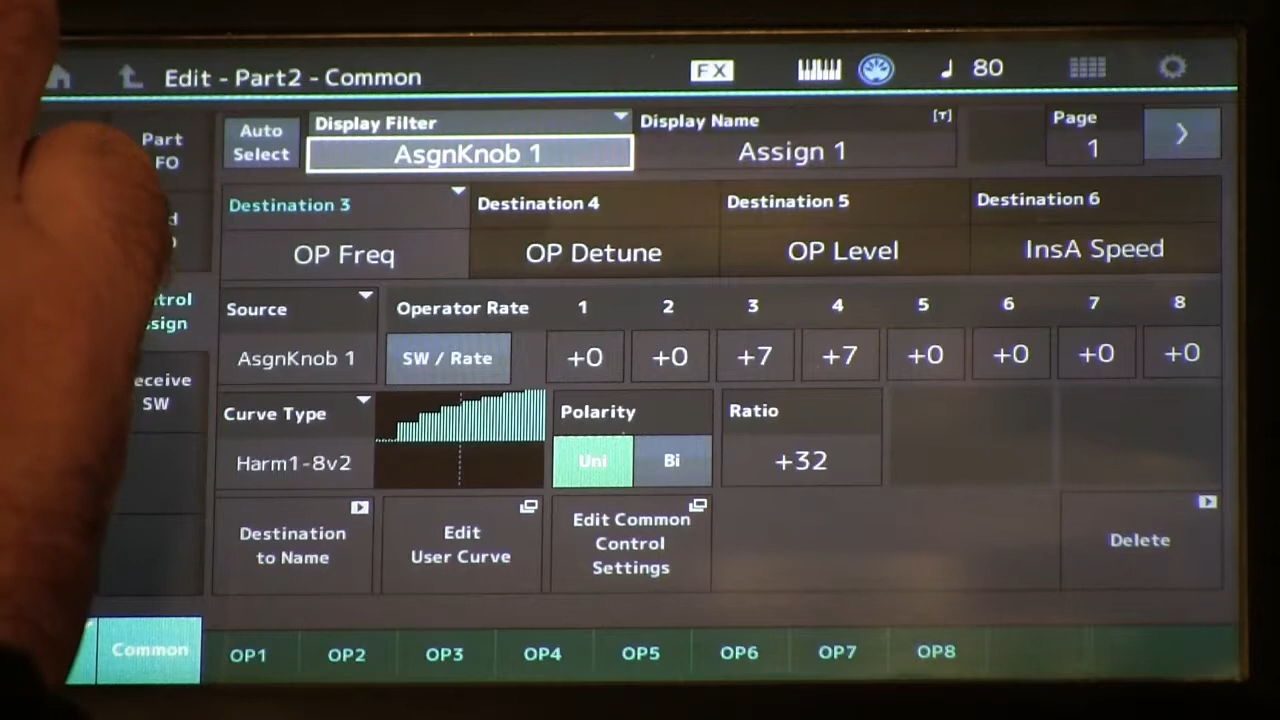 Edit - Part2 - Common
FX
80
Part
FO
Auto
Select
Display Filter
AsgnKnob 1
Display Name
[T]
Assign 1
Page
1
Destination 3
OP Freq
Destination 4
OP Detune
Destination 5
OP Level
Destination 6
InsA Speed
Source
AsgnKnob 1
Operator Rate 1 2 3 4 5 6 7 8
SW / Rate +0 +0 +7 +7 +0 +0 +0 +0
Curve Type
Harm1-8v2
Polarity
Uni Bi
Ratio
+32
SW
Destination
to Name
Edit
User Curve
Edit Common
Control
Settings
Delete
Common OP1 OP2 OP3 OP4 OP5 OP6 OP7 OP8